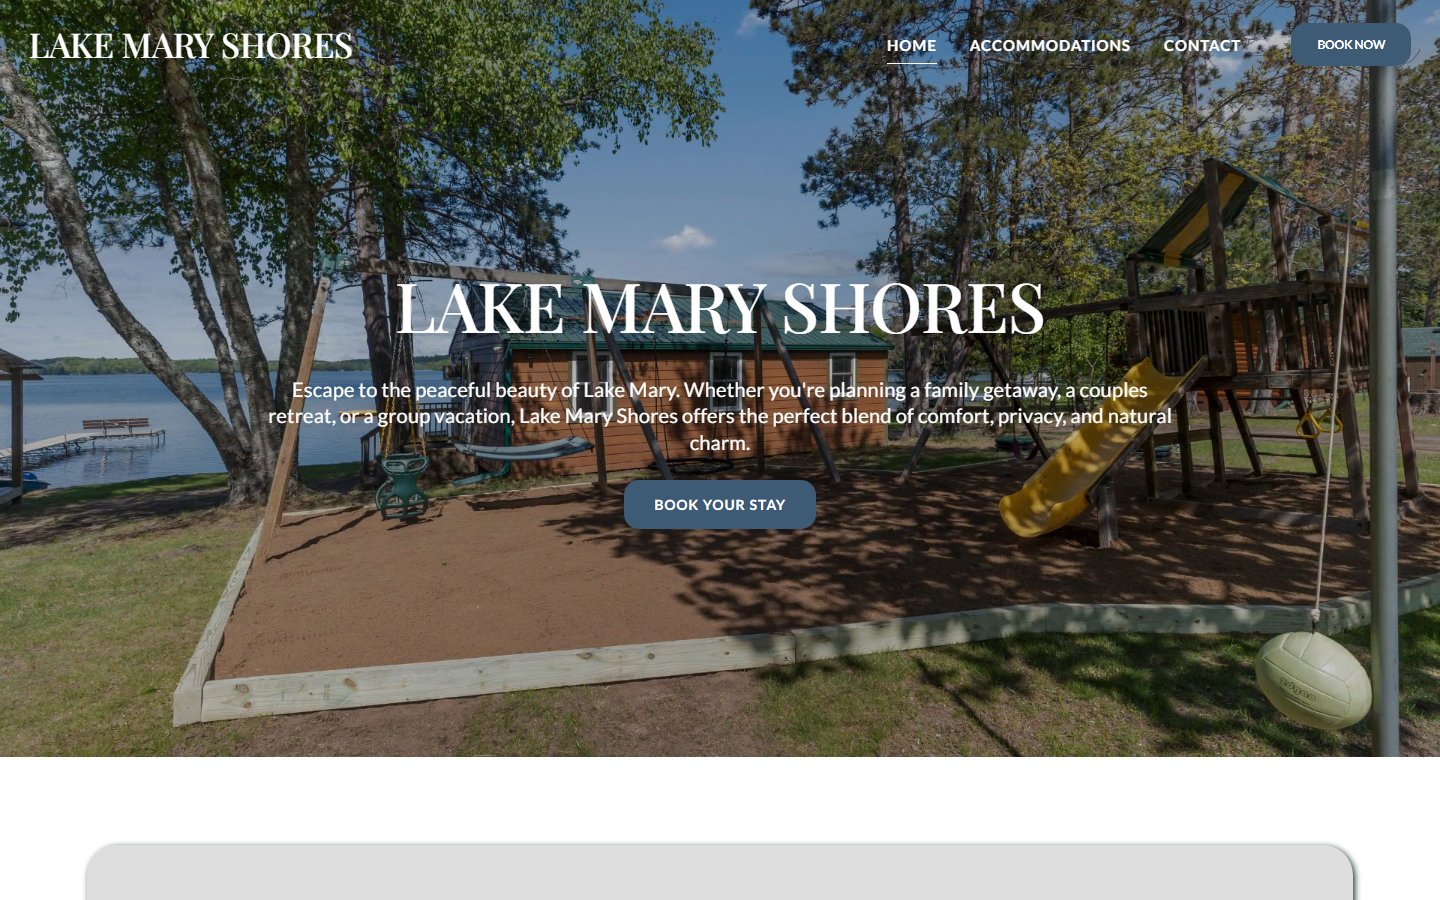 LAKE MARY SHORES
HOME
ACCOMMODATIONS
CONTACT
BOOK NOW
LAKE MARY SHORES
Escape to the peaceful beauty of Lake Mary. Whether you're planning a family getaway, a couples
retreat, or a group vacation, Lake Mary Shores offers the perfect blend of comfort, privacy, and natural
charm.
BOOK YOUR STAY